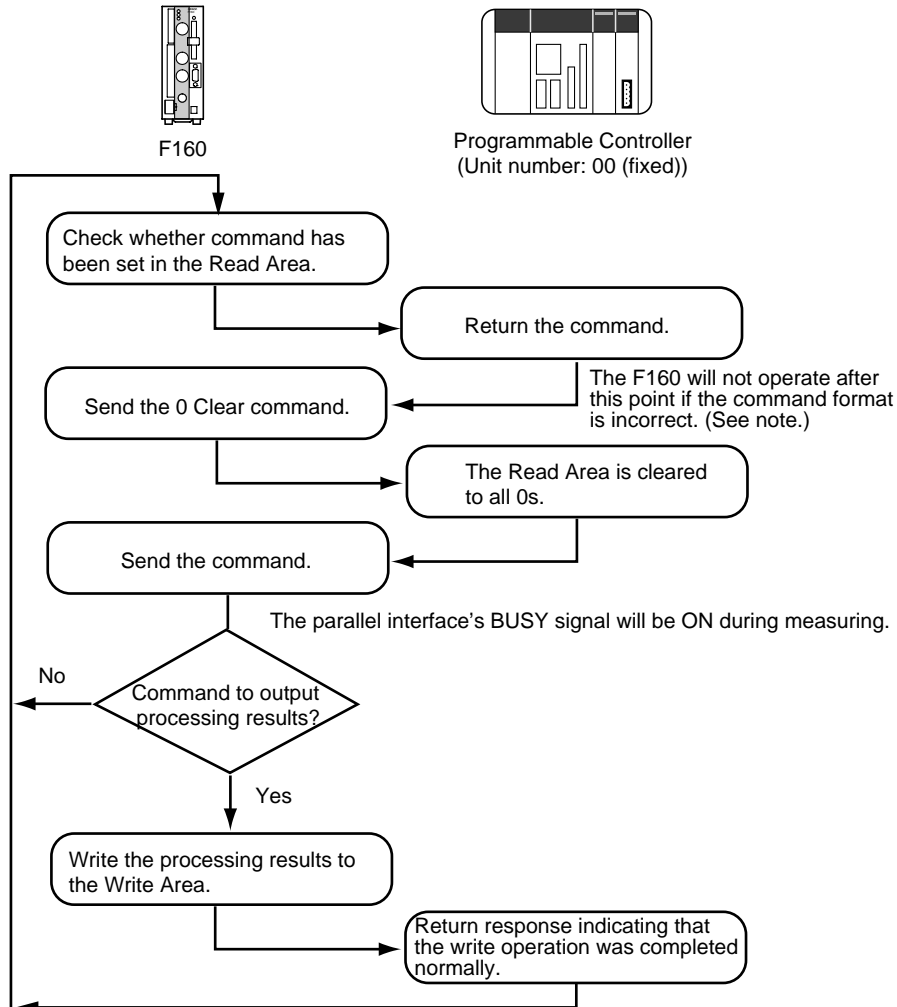 F160
Programmable Controller
(Unit number: 00 (fixed))
Check whether command has
been set in the Read Area.
Return the command.
The F160 will not operate after
this point if the command format
is incorrect. (See note.)
Send the 0 Clear command.
The Read Area is cleared
to all 0s.
Send the command.
The parallel interface's BUSY signal will be ON during measuring.
No
Command to output
processing results?
Yes
Write the processing results to
the Write Area.
Return response indicating that
the write operation was completed
normally.